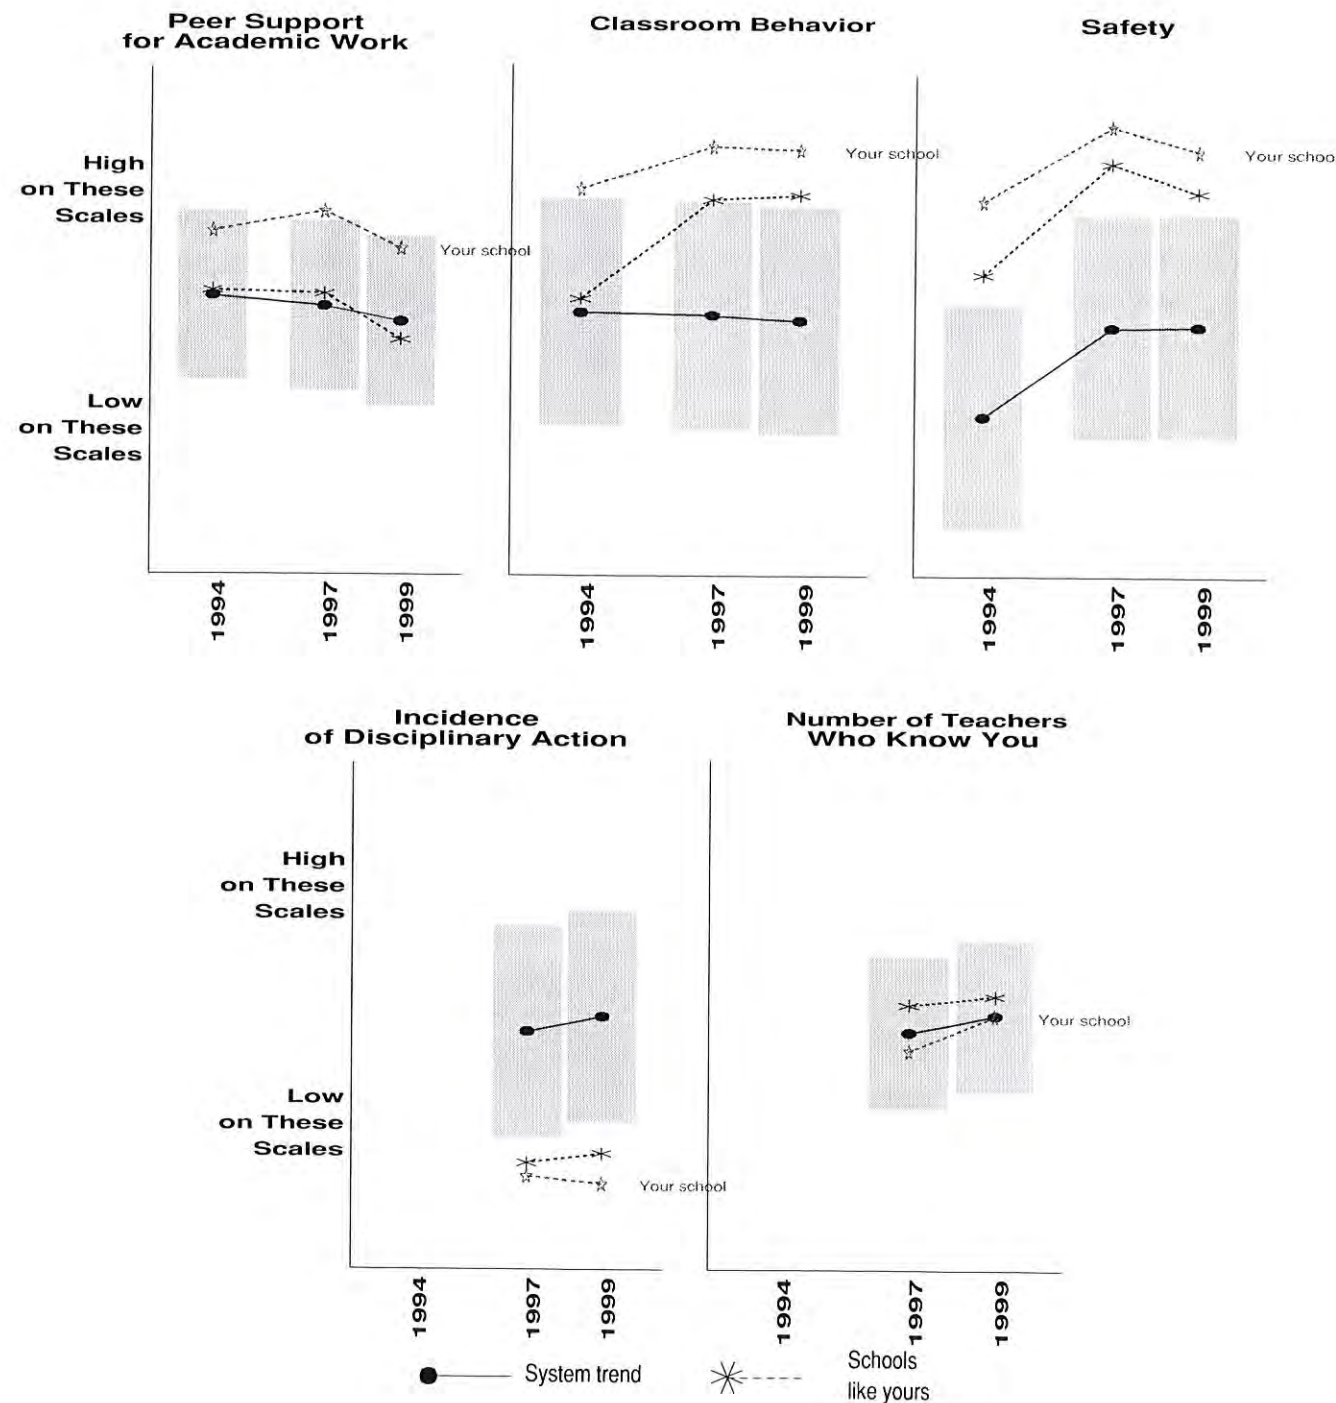 Peer Support
for Academic Work
Classroom Behavior
Safety
High
on These
Scales
Low
on These
Scales
Your school
Your school
Your schoo
1994
1997
1999
1994
1997
1999
1994
1997
1999
Incidence
of Disciplinary Action
Number of Teachers
Who Know You
High
on These
Scales
Low
on These
Scales
Your school
Your school
1994
1997
1999
1994
1997
1999
System trend
Schools
like yours